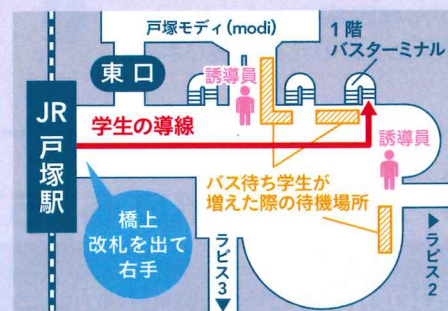 戸塚モディ(modi)
1階
バスターミナル
東口
誘導員
JR
戸塚駅
学生の導線
誘導員
バス待ち学生が
増えた際の待機場所
橋上
改札を出て
右手
ラピス3▼
▶ラピス2